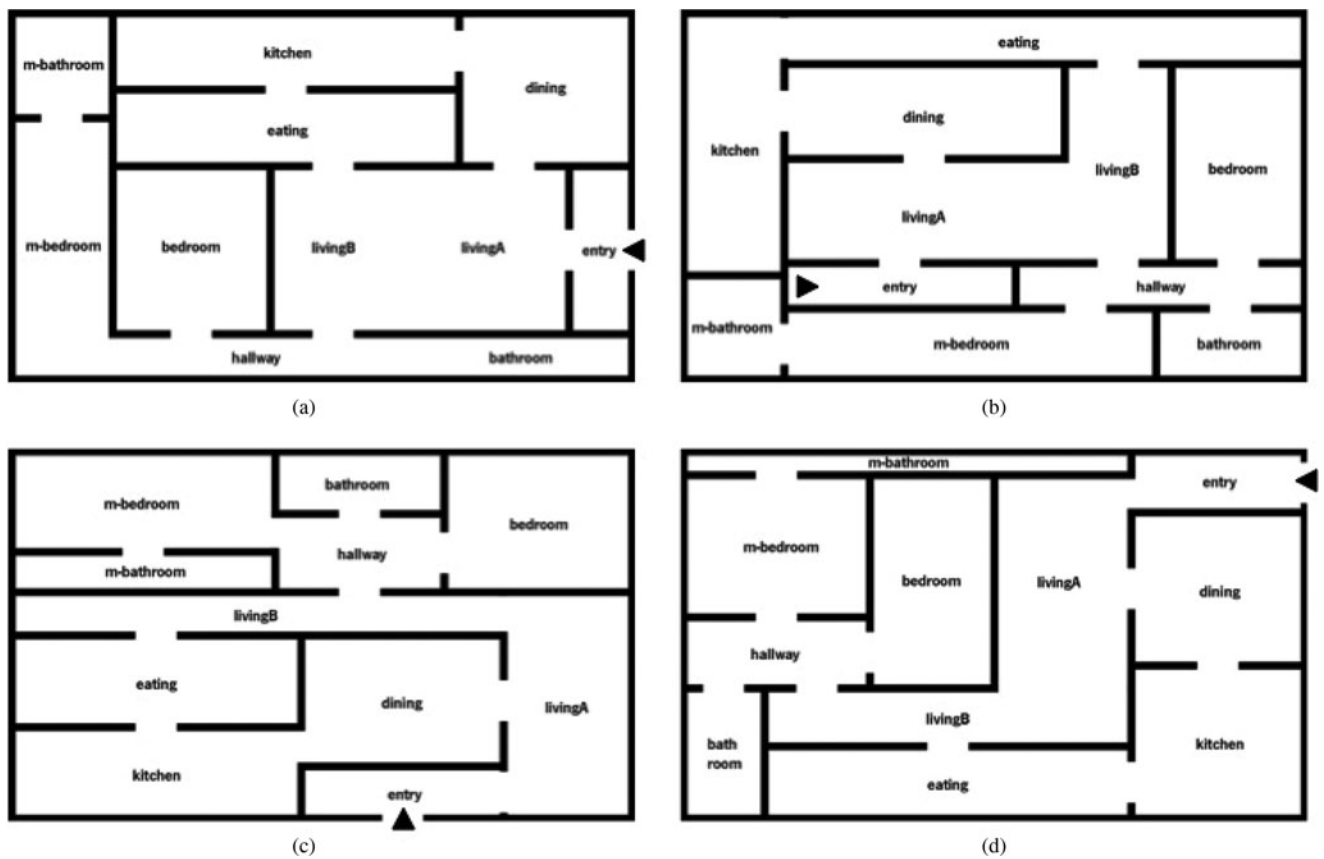 kitchen
m-bathroom
dining
eating
m-bedroom
bedroom
livingB
livingA
entry
hallway
bathroom
(a)
eating
dining
kitchen
livingB
bedroom
livingA
entry
hallway
m-bathroom
m-bedroom
bathroom
(b)
bathroom
m-bedroom
bedroom
hallway
m-bathroom
livingB
eating
dining
livingA
kitchen
entry
(c)
m-bathroom
entry
m-bedroom
bedroom
livingA
dining
hallway
livingB
bath
room
kitchen
eating
(d)